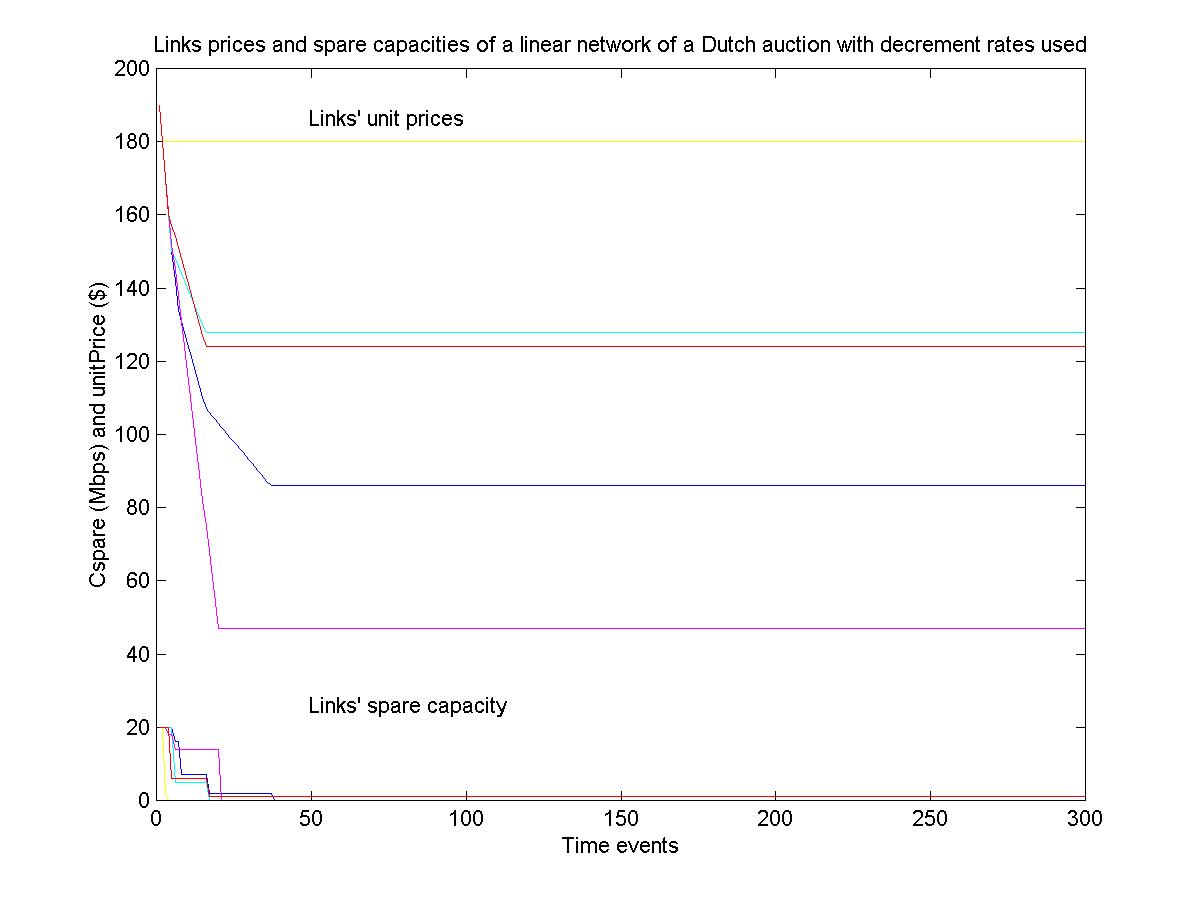 Links prices and spare capacities of a linear network of a Dutch auction with decrement rates used
200
Links' unit prices
180
160
140
120
100
80
60
40
Links' spare capacity
20
0
Cspare (Mbps) and unitPrice ($)
0 50 100 150 200 250 300
Time events